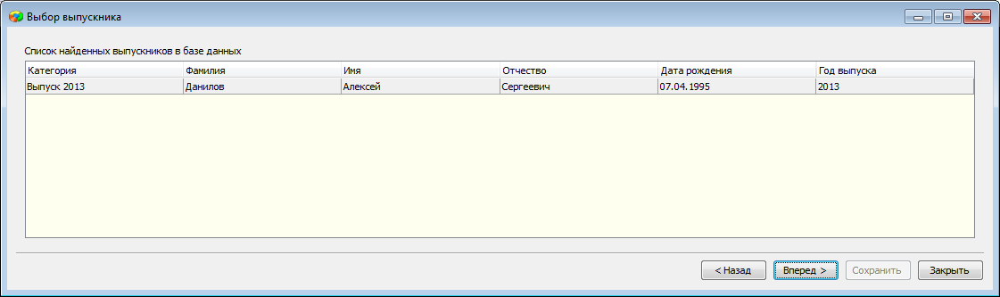 Выбор выпускника
Список найденных выпускников в базе данных
Категория Фамилия Имя Отчество Дата рождения Год выпуска
Выпуск 2013 Данилов Алексей Сергеевич 07.04.1995 2013
< Назад Вперед > Сохранить Закрыть